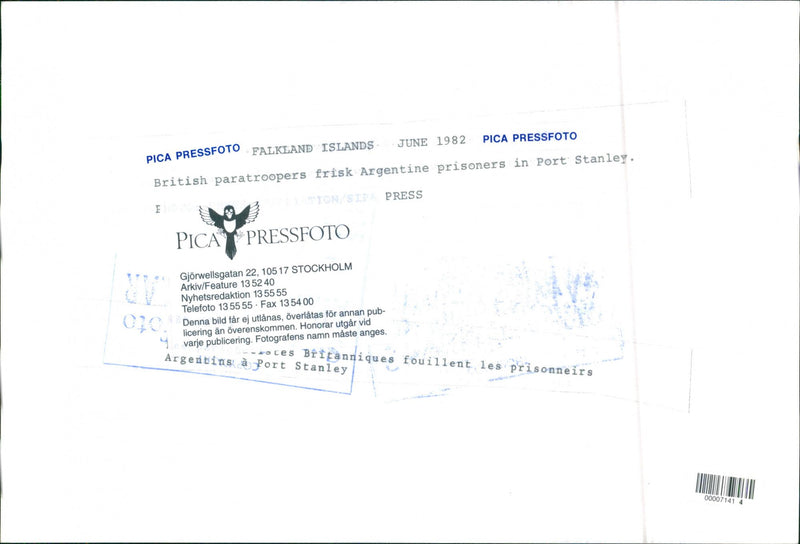 PICA PRESSFOTO FALKLAND ISLANDS JUNE 1982 PICA PRESSFOTO
British paratroopers frisk Argentine prisoners in Port Stanley.
PRESS
PICA PRESSFOTO
Gjörwellsgatan 22, 105 17 STOCKHOLM
Arkiv/Feature 13 52 40
Nyhetsredaktion 13 55 55
Telefoto 13 55 55 · Fax 13 54 00
Denna bild får ej utlånas, överlåtas för annan pub-
licering än överenskommen. Honorar utgår vid
varje publicering. Fotografens namn måste anges.
Britanniques fouillent les prisonneirs
Argentins à Port Stanley
00007141 4